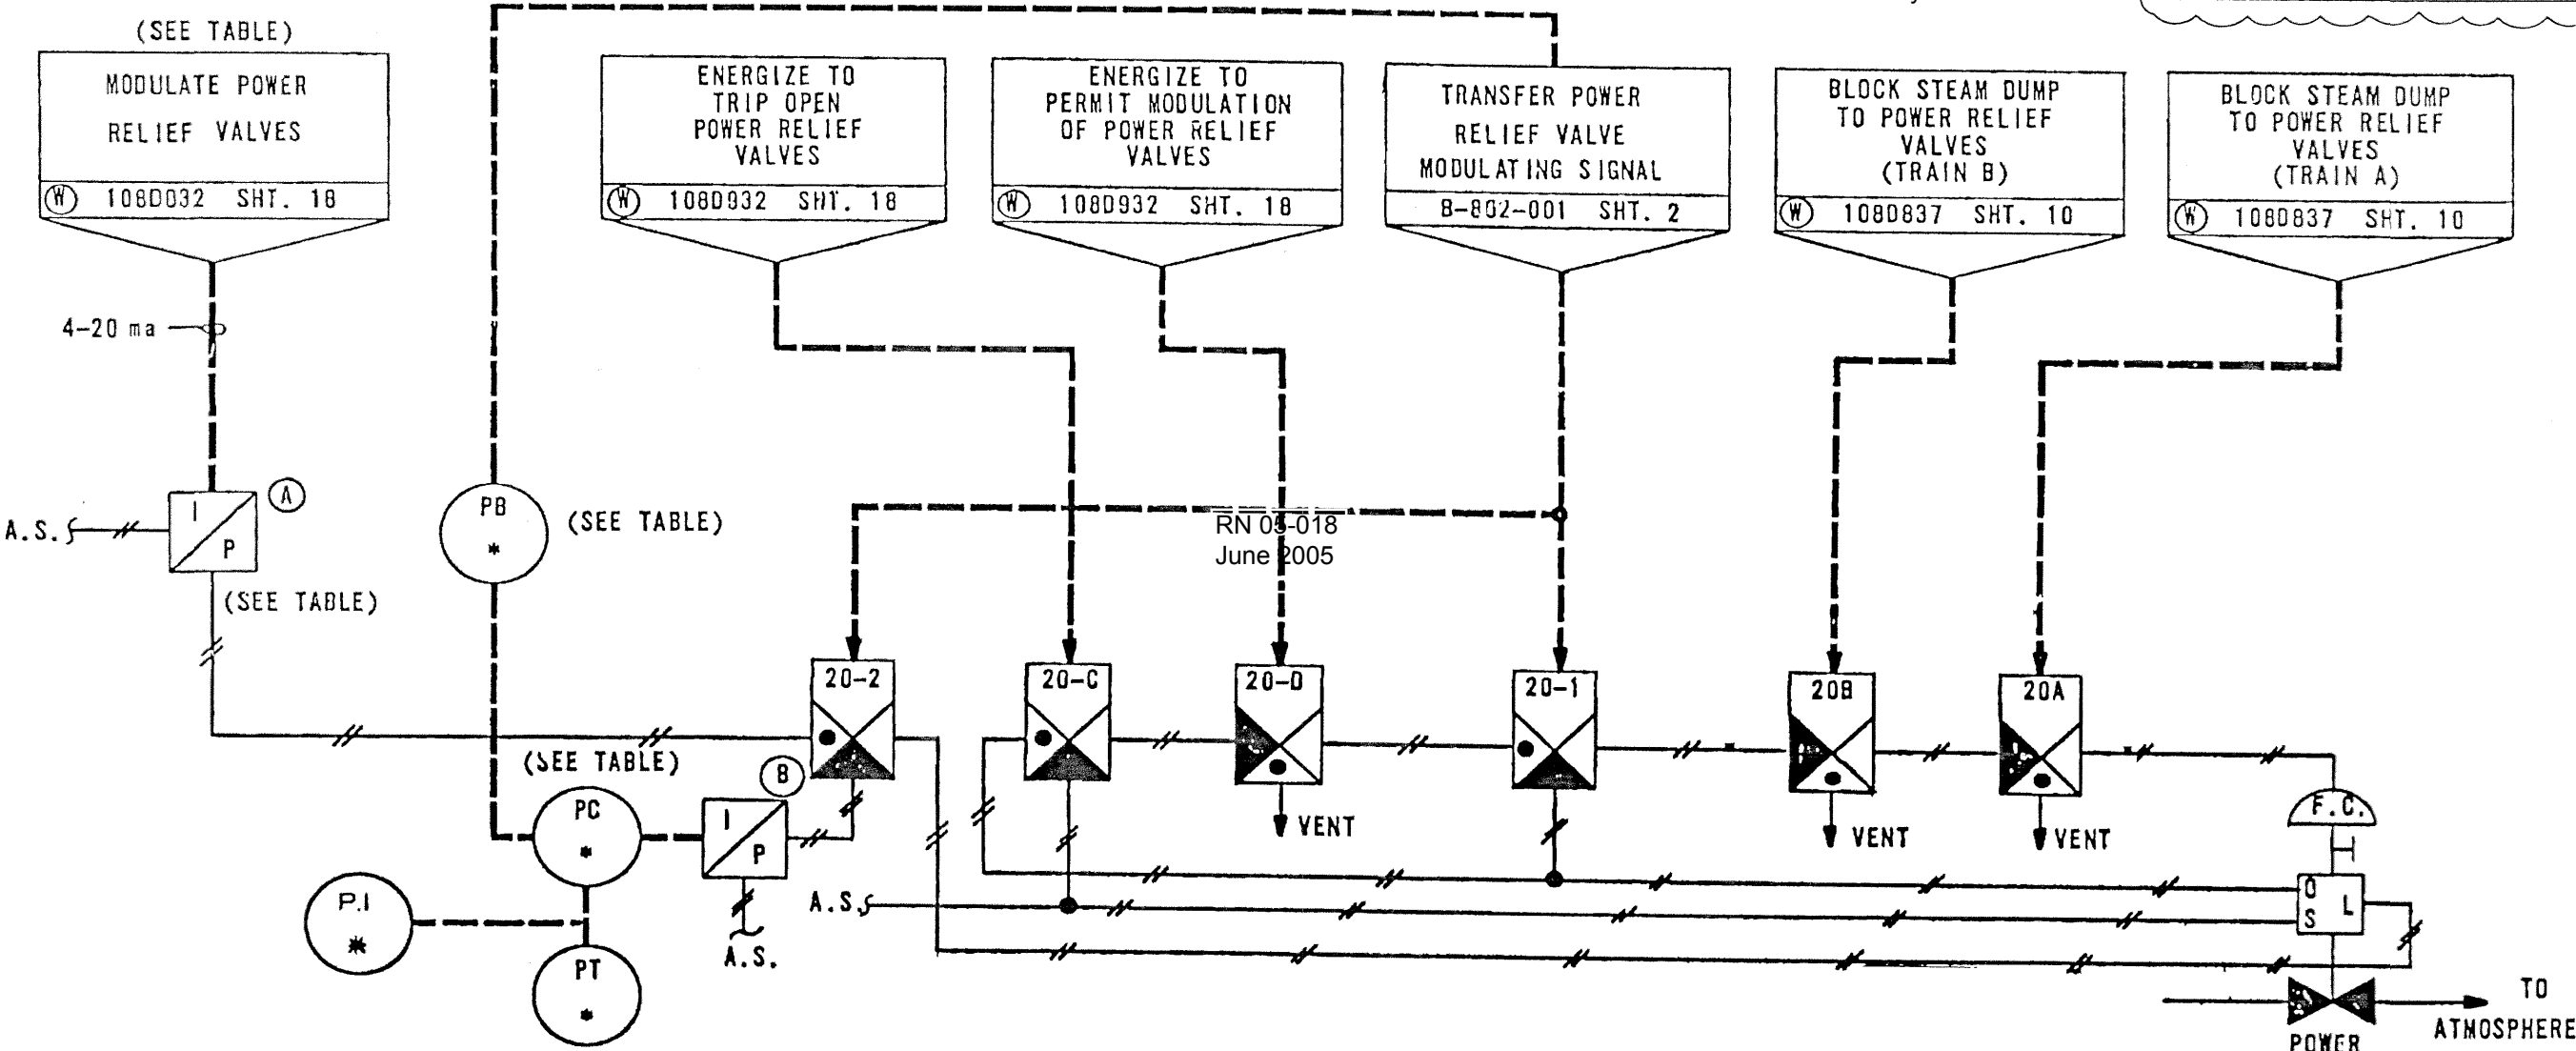 (SEE TABLE)
MODULATE POWER
RELIEF VALVES
W 108D032 SHT. 18
ENERGIZE TO
TRIP OPEN
POWER RELIEF
VALVES
W 108D932 SHT. 18
ENERGIZE TO
PERMIT MODULATION
OF POWER RELIEF
VALVES
W 108D932 SHT. 18
TRANSFER POWER
RELIEF VALVE
MODULATING SIGNAL
B-802-001 SHT. 2
BLOCK STEAM DUMP
TO POWER RELIEF
VALVES
(TRAIN B)
W 108D837 SHT. 10
BLOCK STEAM DUMP
TO POWER RELIEF
VALVES
(TRAIN A)
W 108D837 SHT. 10
4-20 ma
A.S.
I
P
A
(SEE TABLE)
PB
*
(SEE TABLE)
RN 05-018
June 2005
20-2
20-C
20-D
20-1
20B
20A
(SEE TABLE)
B
PC
*
I
P
A.S.
P.I
*
PT
*
A.S.
VENT
VENT
VENT
F.C.
O
S
L
TO
ATMOSPHERE
POWER